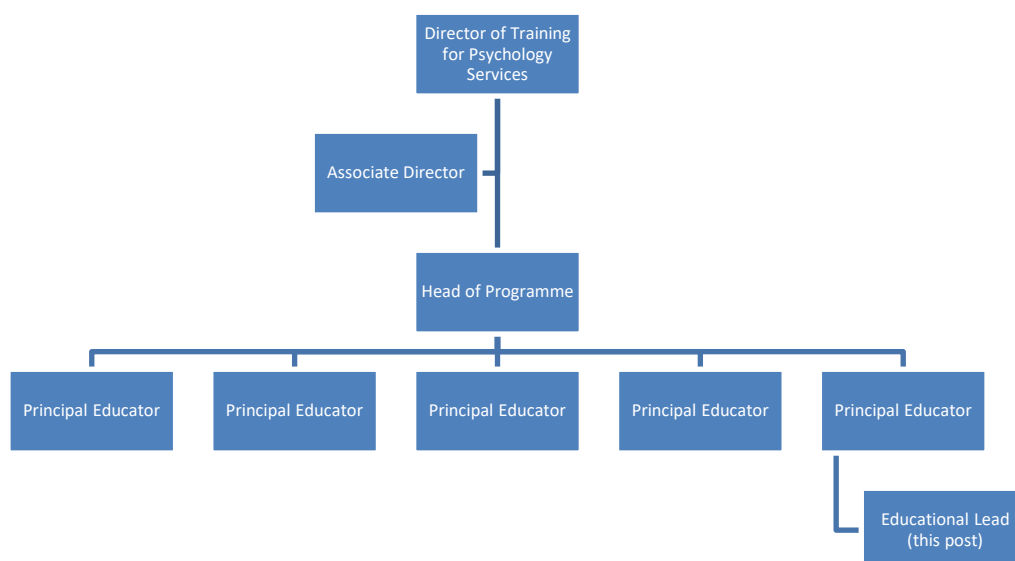 Director of Training
for Psychology
Services
Associate Director
Head of Programme
Principal Educator
Principal Educator
Principal Educator
Principal Educator
Principal Educator
Educational Lead
(this post)